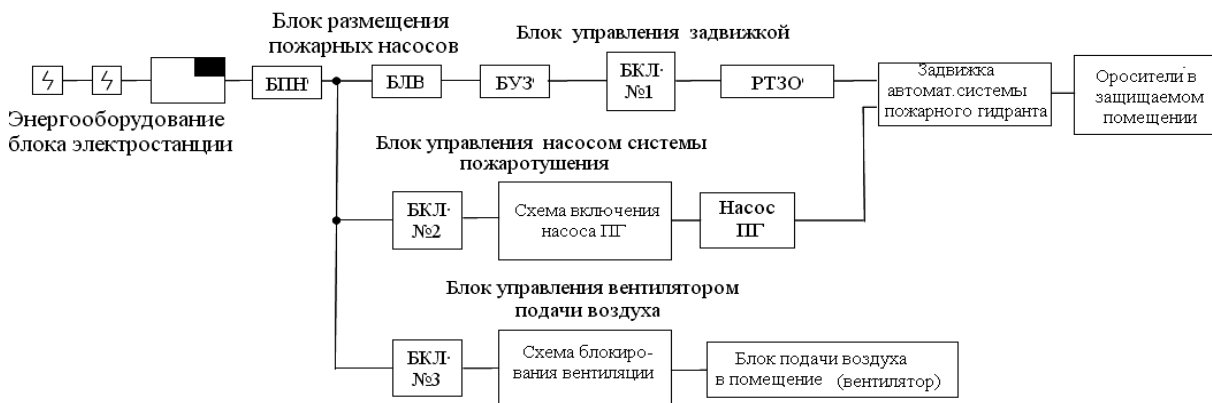 Блок размещения
пожарных насосов
Блок управления задвижкой
БПН
БЛВ
БУЗ
БКЛ
№1
РТЗО
Задвижка
автомат.системы
пожарного гидранта
Оросители в
защищаемом
помещении
Энергооборудование
блока электростанции
Блок управления насосом системы
пожаротушения
БКЛ
№2
Схема включения
насоса ПГ
Насос
ПГ
Блок управления вентилятором
подачи воздуха
БКЛ
№3
Схема блокиро-
вания вентиляции
Блок подачи воздуха
в помещение (вентилятор)